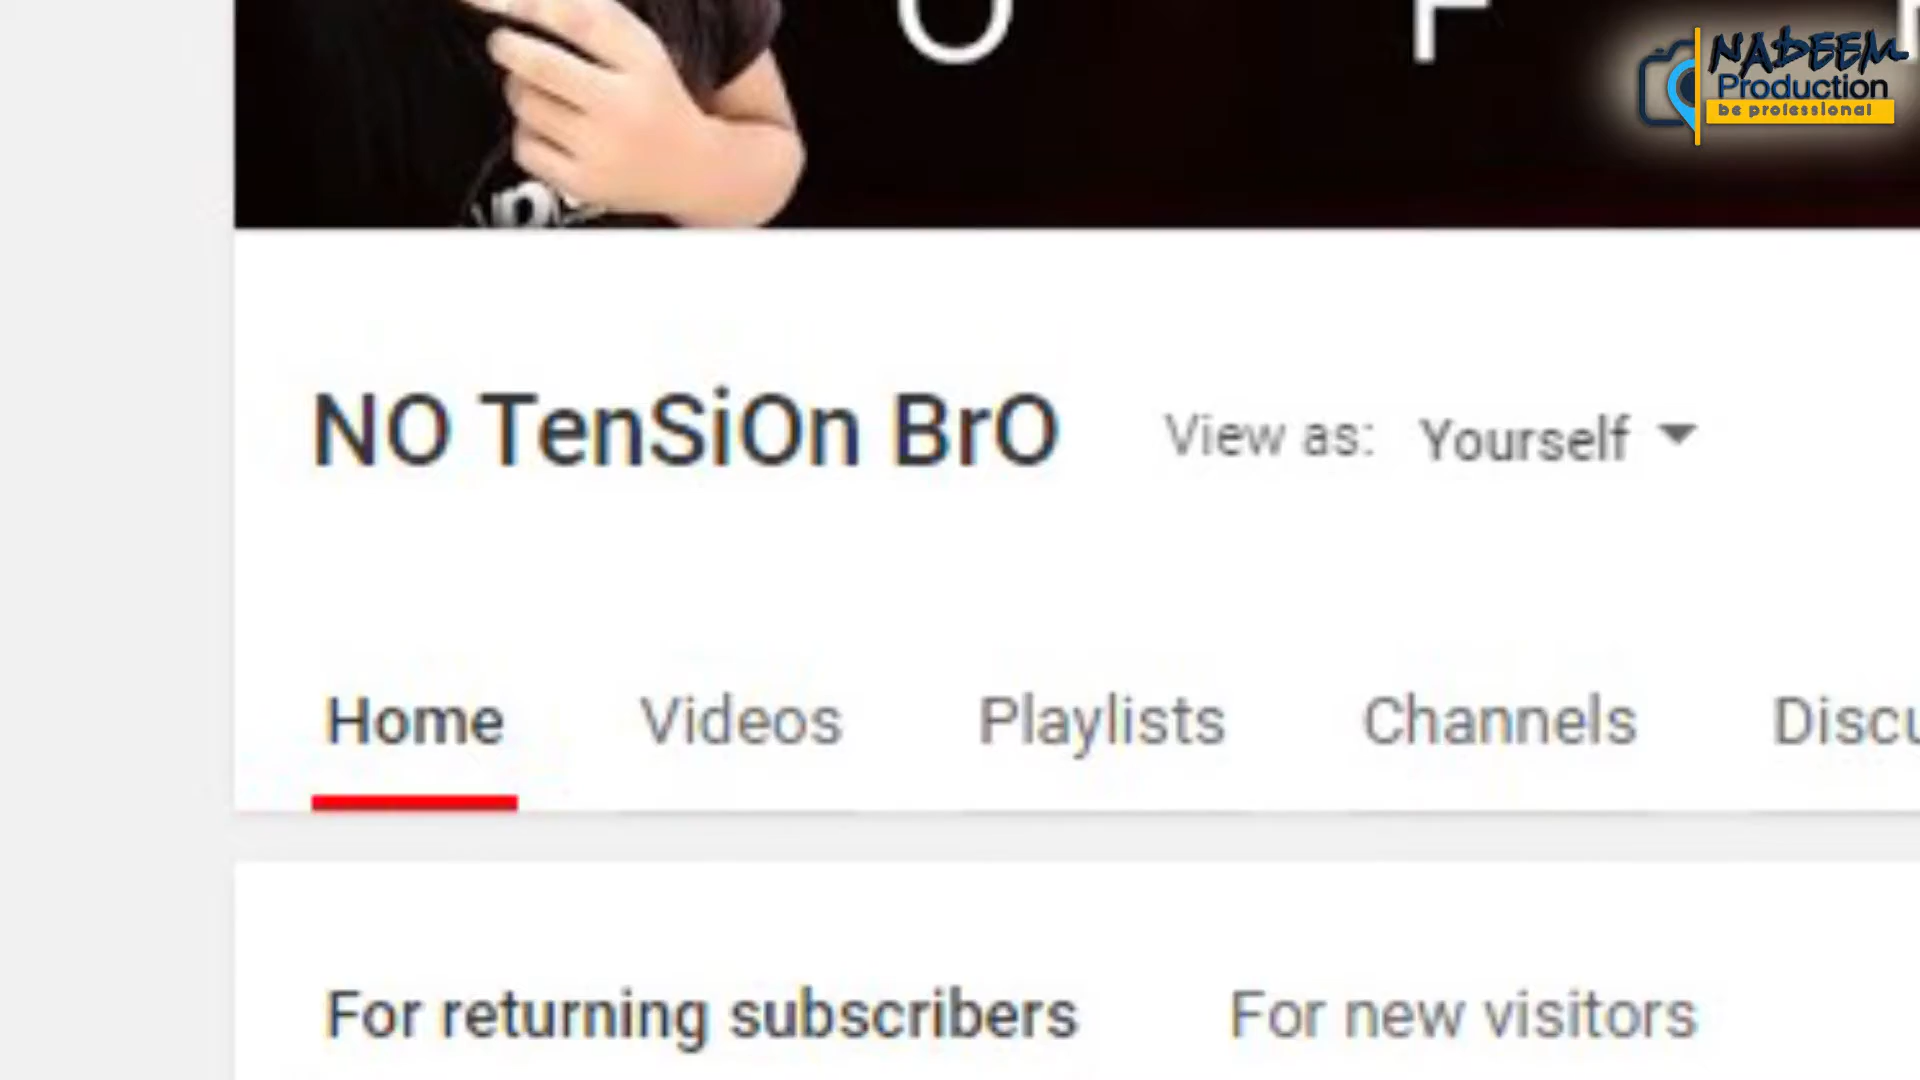 O F
NADEEM
Production
be professional
NO TenSiOn BrO View as: Yourself
Home Videos Playlists Channels Discu
For returning subscribers For new visitors